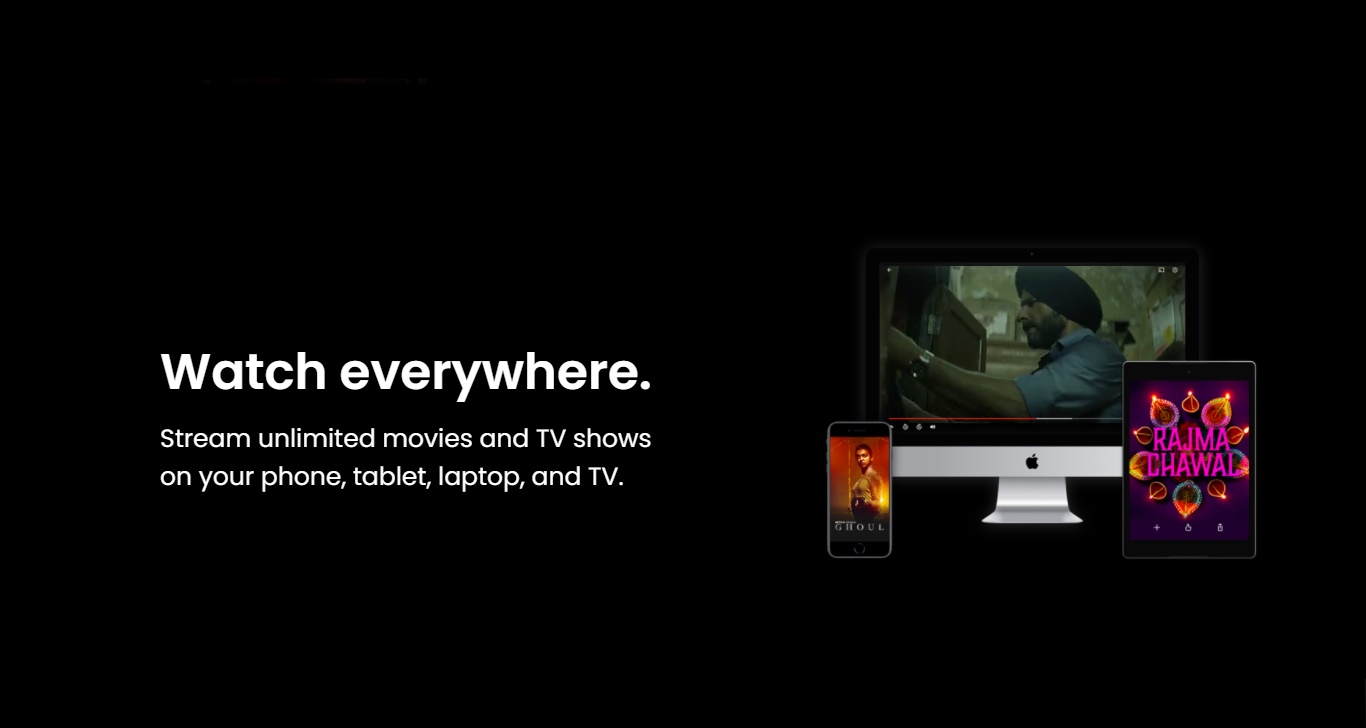 Watch everywhere.
Stream unlimited movies and TV shows
on your phone, tablet, laptop, and TV.
RAJMA
CHAWAL
GHOUL